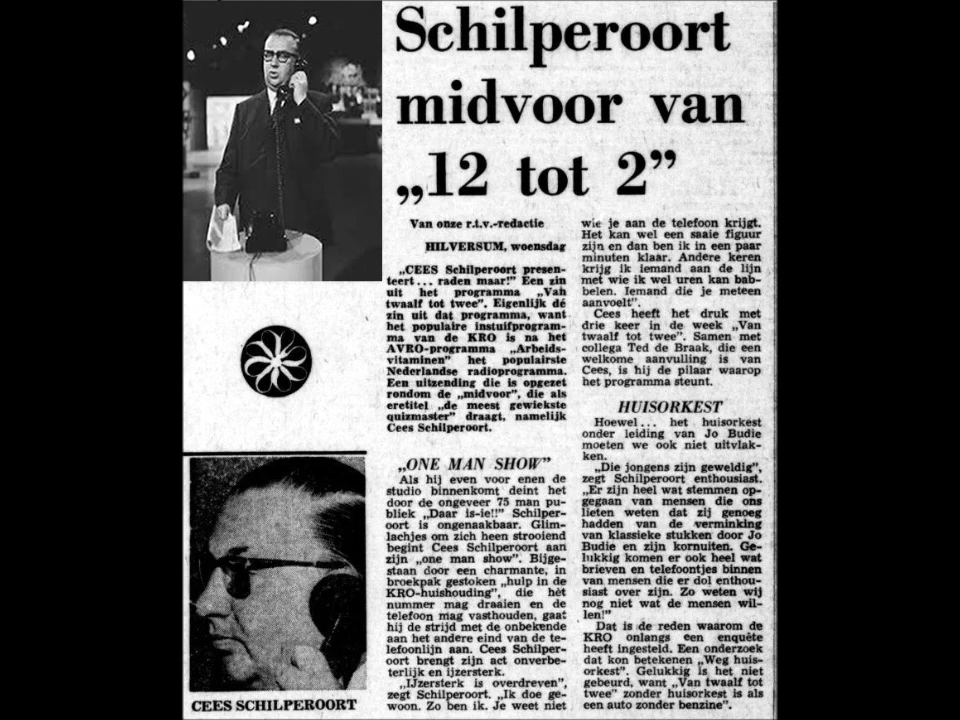 Schilperoort
midvoor van
„12 tot 2”
Van onze r.t.v.-redactie
HILVERSUM, woensdag
„CEES Schilperoort presen-
teert... raden maar!” Een zin
uit het programma „Van
twaalf tot twee”. Eigenlijk dé
zin uit dat programma, want
het populaire instuifprogram-
ma van de KRO is na het
AVRO-programma „Arbeids-
vitaminen” het populairste
Nederlandse radioprogramma.
Een uitzending die is opgezet
rondom de „midvoor”, die als
eretitel „de meest gewiekste
quizmaster” draagt, namelijk
Cees Schilperoort.
„ONE MAN SHOW”
Als hij even voor enen de
studio binnenkomt deint het
door de ongeveer 75 man pu-
bliek „Daar is-ie!!” Schilper-
oort is ongenaakbaar. Glim-
lachjes om zich heen strooiend
begint Cees Schilperoort aan
zijn „one man show”. Bijge-
staan door een charmante, in
broekpak gestoken „hulp in de
KRO-huishouding”, die hèt
nummer mag draaien en de
telefoon mag vasthouden, gaat
hij de strijd met de onbekende
aan het andere eind van de te-
lefoonlijn aan. Cees Schilper-
oort brengt zijn act onverbe-
terlijk en ijzersterk.
„IJzersterk is overdreven”,
zegt Schilperoort. „Ik doe ge-
woon. Zo ben ik. Je weet niet
wie je aan de telefoon krijgt.
Het kan wel een saaie figuur
zijn en dan ben ik in een paar
minuten klaar. Andere keren
krijg ik iemand aan de lijn
met wie ik wel uren kan bab-
belen. Iemand die je meteen
aanvoelt”.
Cees heeft het druk met
drie keer in de week „Van
twaalf tot twee”. Samen met
collega Ted de Braak, die een
welkome aanvulling is van
Cees, is hij de pilaar waarop
het programma steunt.
HUISORKEST
Hoewel... het huisorkest
onder leiding van Jo Budie
moeten we ook niet uitvlak-
ken.
„Die jongens zijn geweldig”,
zegt Schilperoort enthousiast.
„Er zijn heel wat stemmen op-
gegaan van mensen die ons
lieten weten dat zij genoeg
hadden van de verminking
van klassieke stukken door Jo
Budie en zijn kornuiten. Ge-
lukkig komen er ook heel wat
brieven en telefoontjes binnen
van mensen die er dol enthou-
siast over zijn. Zo weten wij
nog niet wat de mensen wil-
len!”
Dat is de reden waarom de
KRO onlangs een enquête
heeft ingesteld. Een onderzoek
dat kon betekenen „Weg huis-
orkest”. Gelukkig is het niet
gebeurd, want „Van twaalf tot
twee” zonder huisorkest is als
een auto zonder benzine”.
CEES SCHILPEROORT